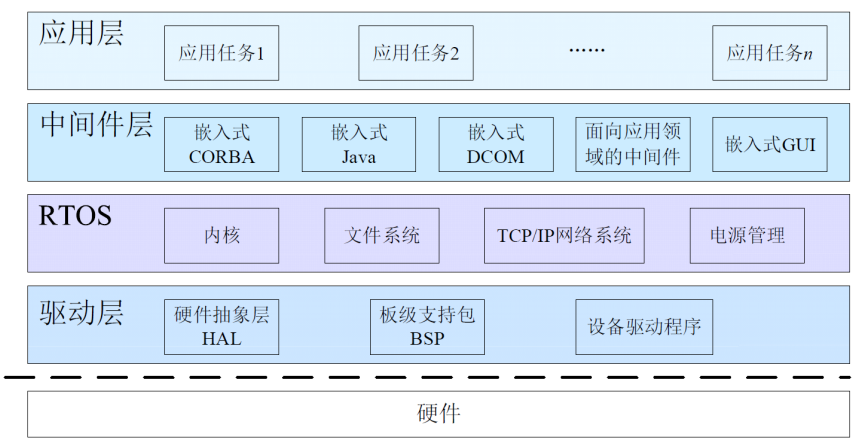 应用层
应用任务1
应用任务2
······
应用任务n
中间件层
嵌入式
CORBA
嵌入式
Java
嵌入式
DCOM
面向应用领
域的中间件
嵌入式GUI
RTOS
内核
文件系统
TCP/IP网络系统
电源管理
驱动层
硬件抽象层
HAL
板级支持包
BSP
设备驱动程序
硬件